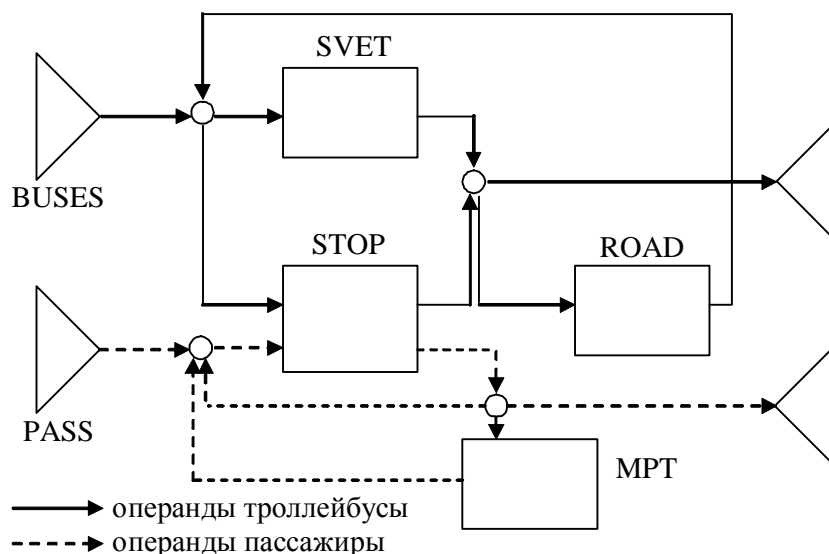 SVET
BUSES
STOP
ROAD
PASS
MPT
операнды троллейбусы
операнды пассажиры